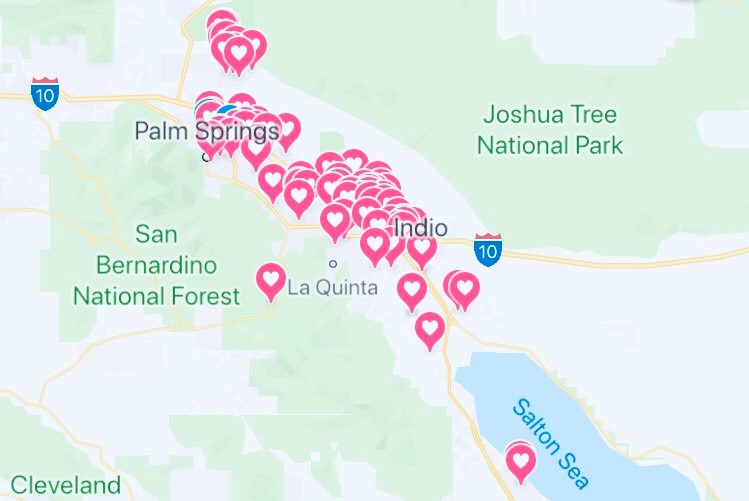 10
Joshua Tree
National Park
Palm Springs
San
Bernardino
National Forest
Indio
10
La Quinta
Salton Sea
Cleveland